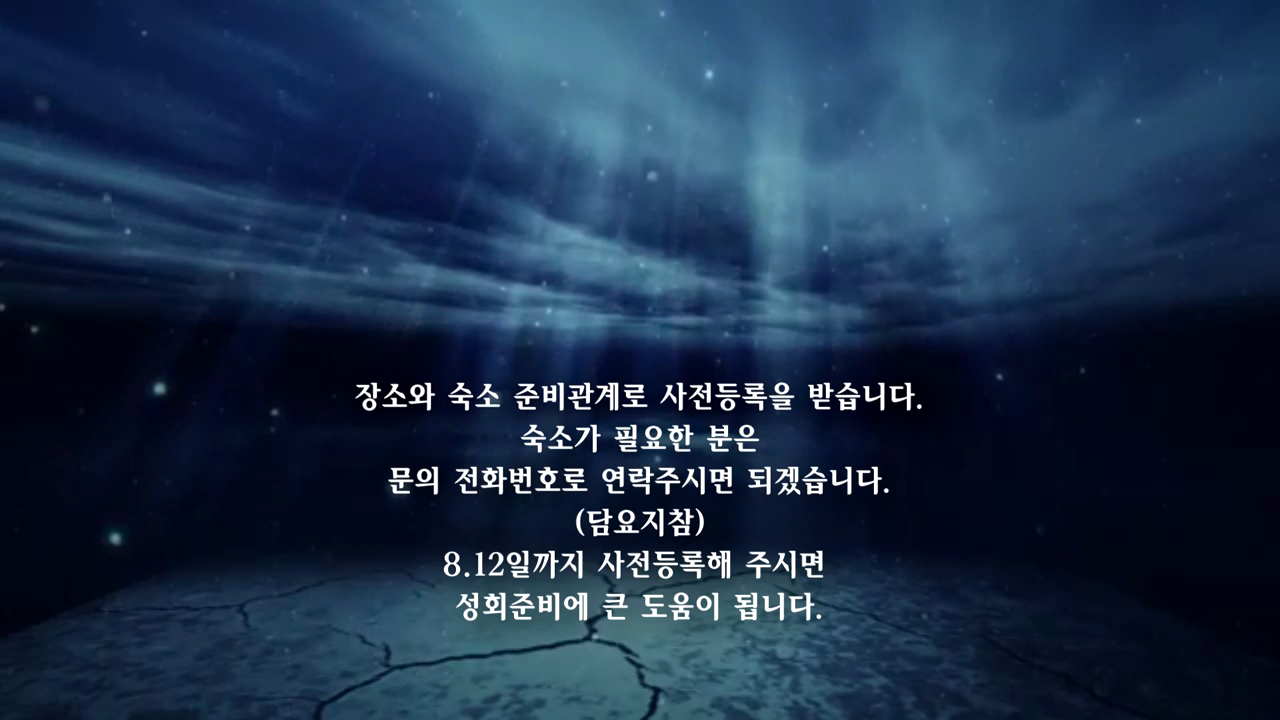 장소와 숙소 준비관계로 사전등록을 받습니다.
숙소가 필요한 분은
문의 전화번호로 연락주시면 되겠습니다.
(담요지참)
8.12일까지 사전등록해 주시면
성회준비에 큰 도움이 됩니다.